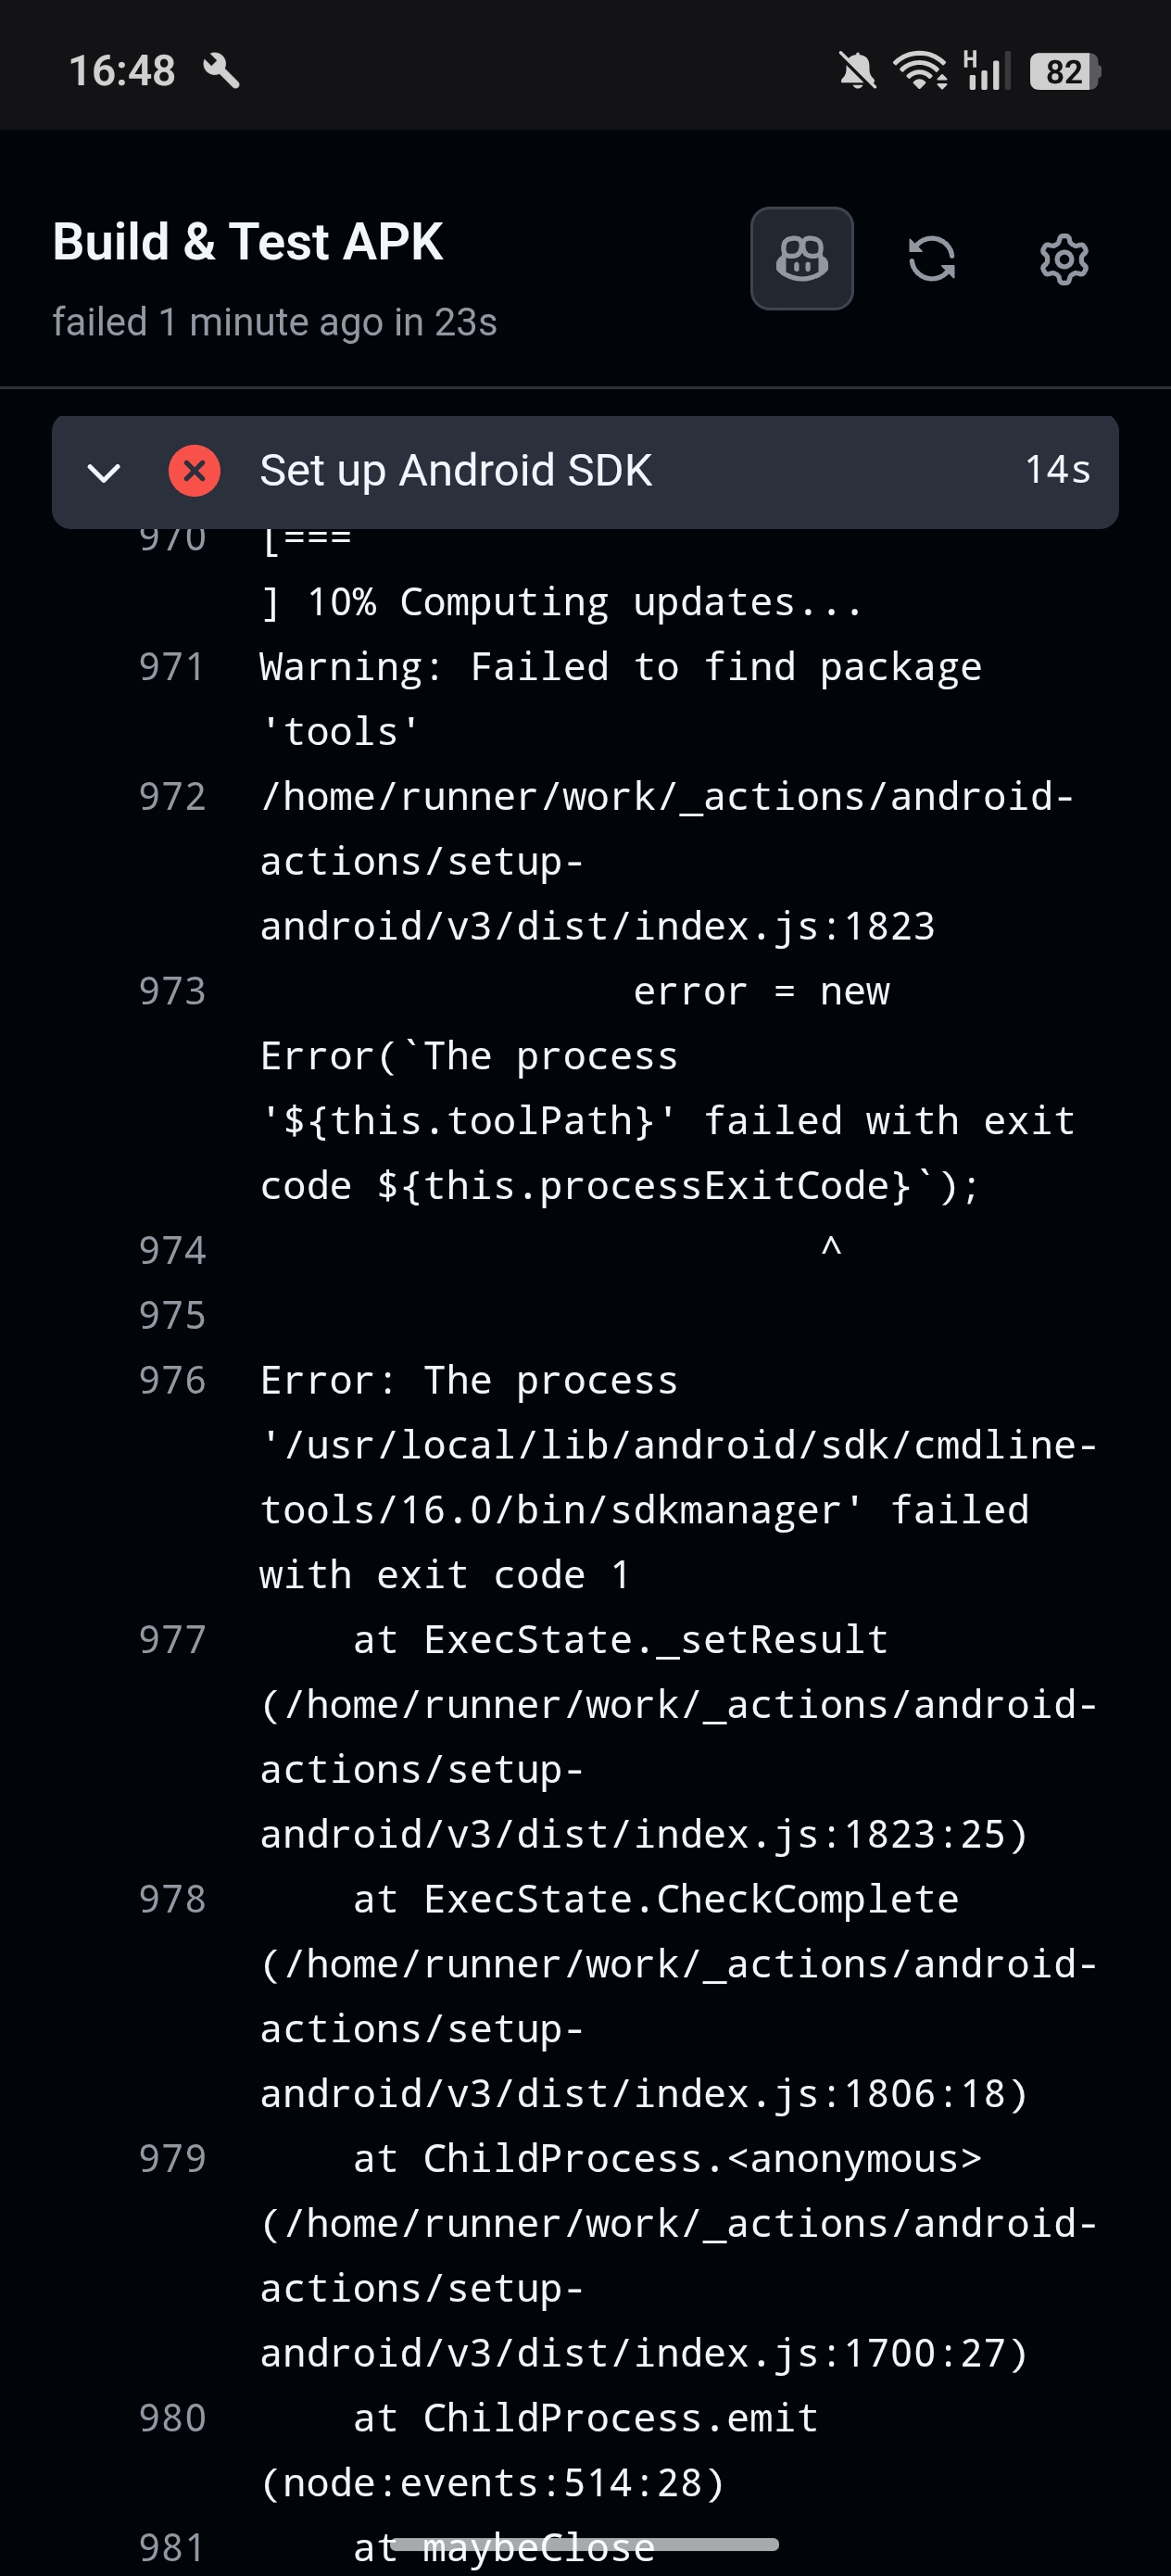 16:48
H
82
Build & Test APK
failed 1 minute ago in 23s
Set up Android SDK 14s
970 [===
] 10% Computing updates...
971 Warning: Failed to find package
'tools'
972 /home/runner/work/_actions/android-
actions/setup-
android/v3/dist/index.js:1823
973 error = new
Error(`The process
'${this.toolPath}' failed with exit
code ${this.processExitCode}`);
974 ^
975
976 Error: The process
'/usr/local/lib/android/sdk/cmdline-
tools/16.0/bin/sdkmanager' failed
with exit code 1
977 at ExecState._setResult
(/home/runner/work/_actions/android-
actions/setup-
android/v3/dist/index.js:1823:25)
978 at ExecState.CheckComplete
(/home/runner/work/_actions/android-
actions/setup-
android/v3/dist/index.js:1806:18)
979 at ChildProcess.<anonymous>
(/home/runner/work/_actions/android-
actions/setup-
android/v3/dist/index.js:1700:27)
980 at ChildProcess.emit
(node:events:514:28)
981 at maybeClose